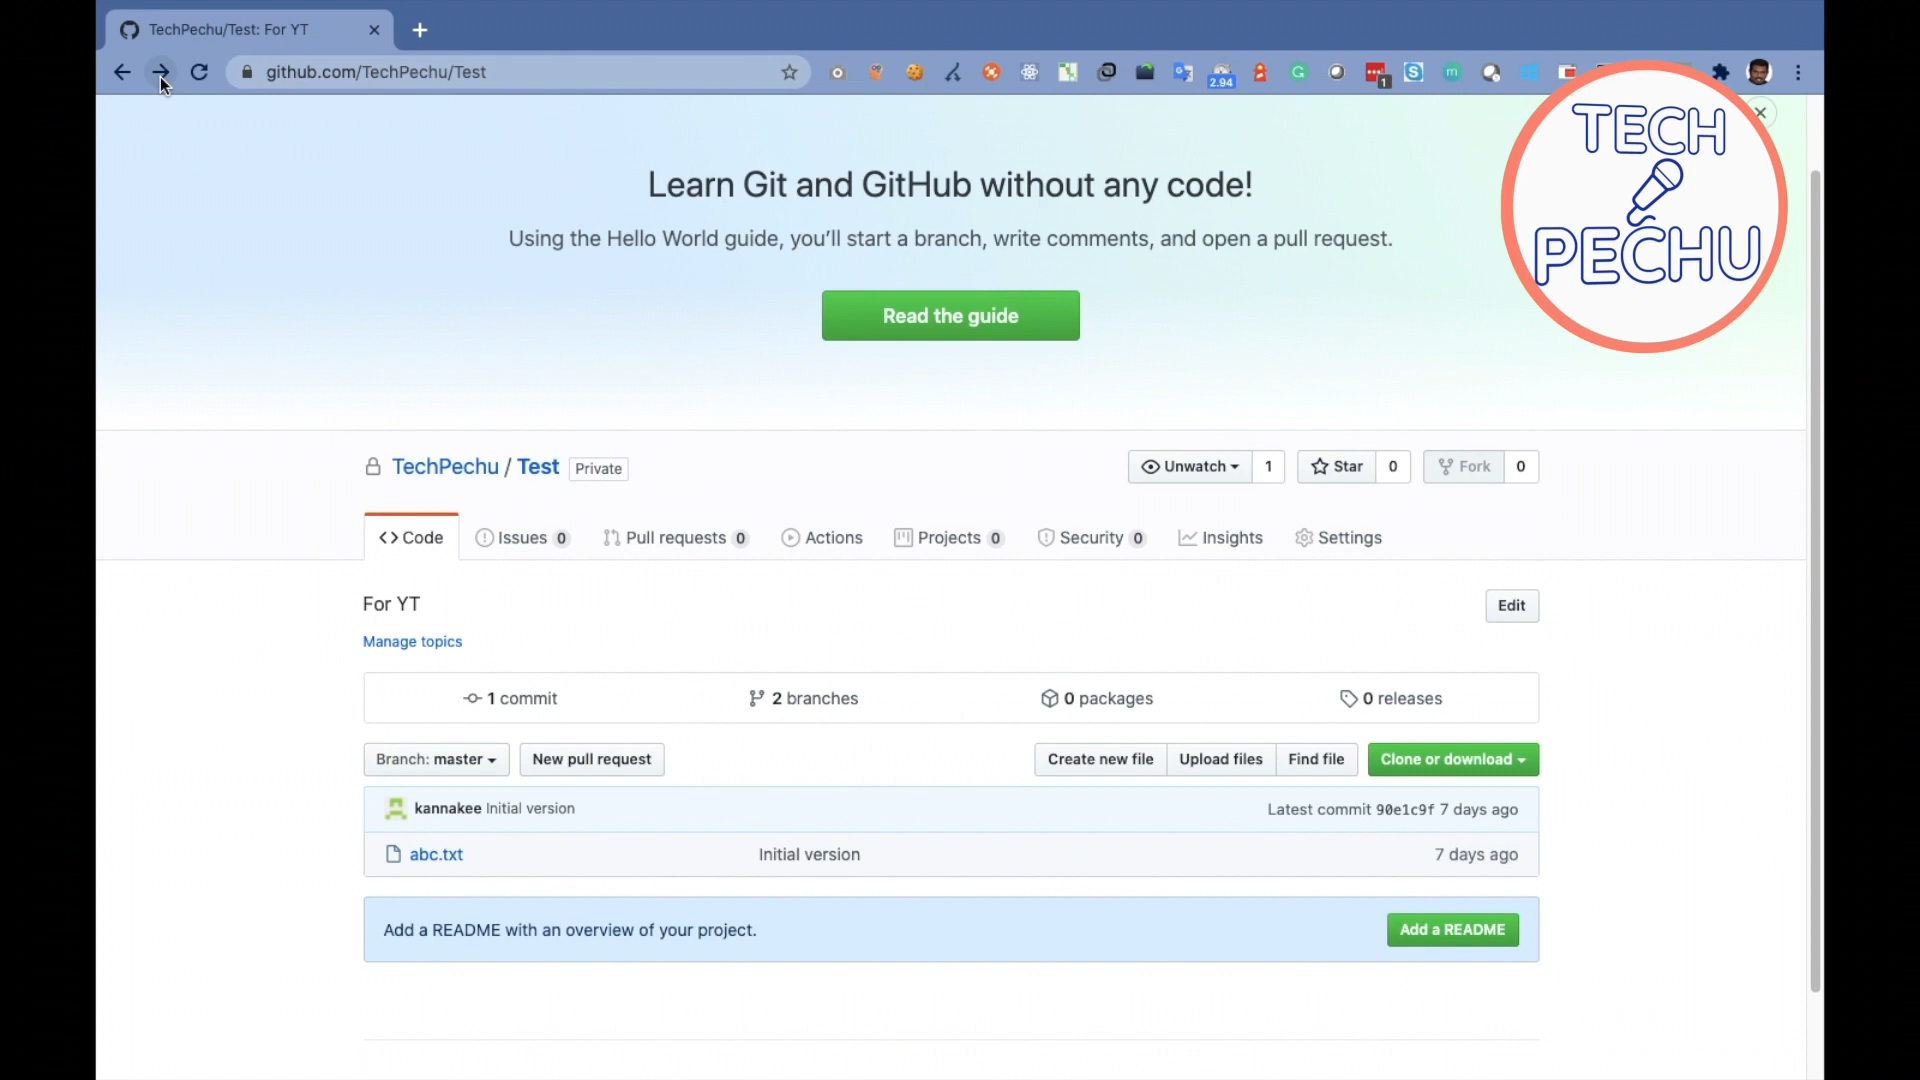 TechPechu/Test: For YT
github.com/TechPechu/Test
2.94
1
TECH
PECHU
Learn Git and GitHub without any code!
Using the Hello World guide, you’ll start a branch, write comments, and open a pull request.
Read the guide
TechPechu / Test Private
Unwatch 1 Star 0 Fork 0
Code Issues 0 Pull requests 0 Actions Projects 0 Security 0 Insights Settings
For YT
Edit
Manage topics
1 commit 2 branches 0 packages 0 releases
Branch: master New pull request Create new file Upload files Find file Clone or download
kannakee Initial version Latest commit 90e1c9f 7 days ago
abc.txt Initial version 7 days ago
Add a README with an overview of your project. Add a README